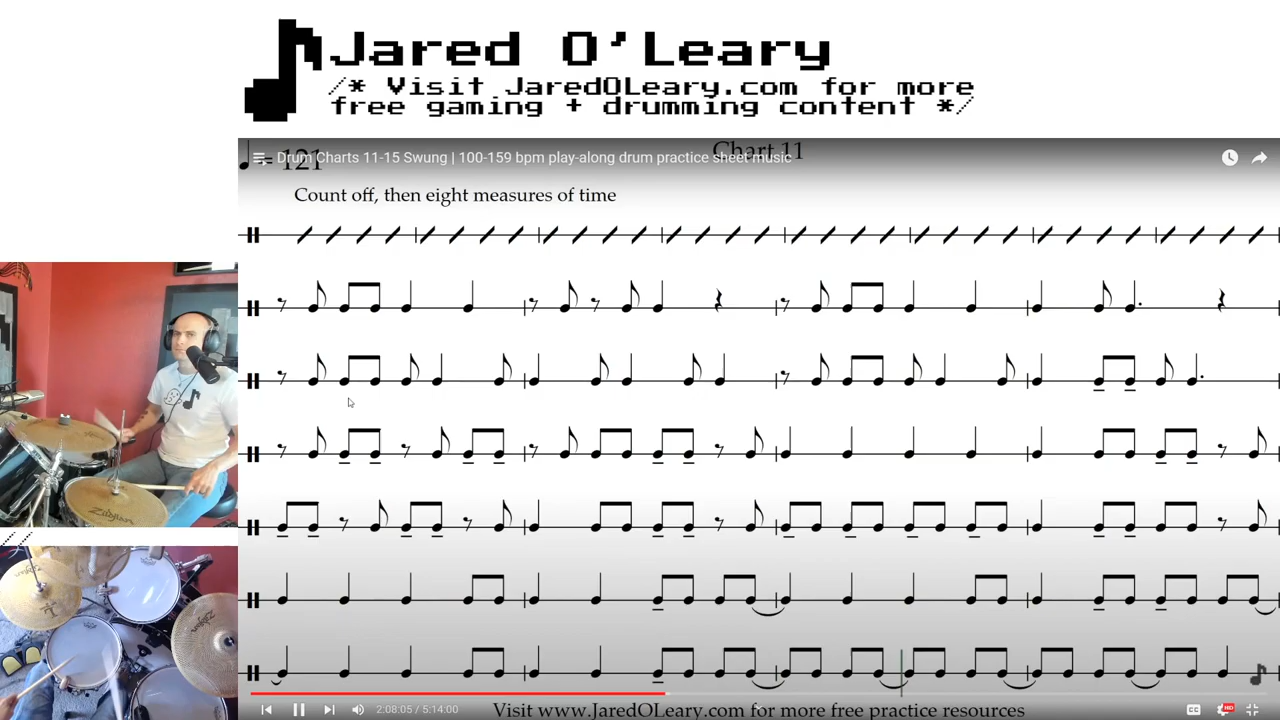 Jared O'Leary
/* Visit JaredOLeary.com for more
free gaming + drumming content */
Drum Charts 11-15 Swung | 100-159 bpm play-along drum practice sheet music
Chart 11
= 121
Count off, then eight measures of time
Zildjian
2:08:05 / 5:14:00
CC
HD
Visit www.JaredOLeary.com for more free practice resources